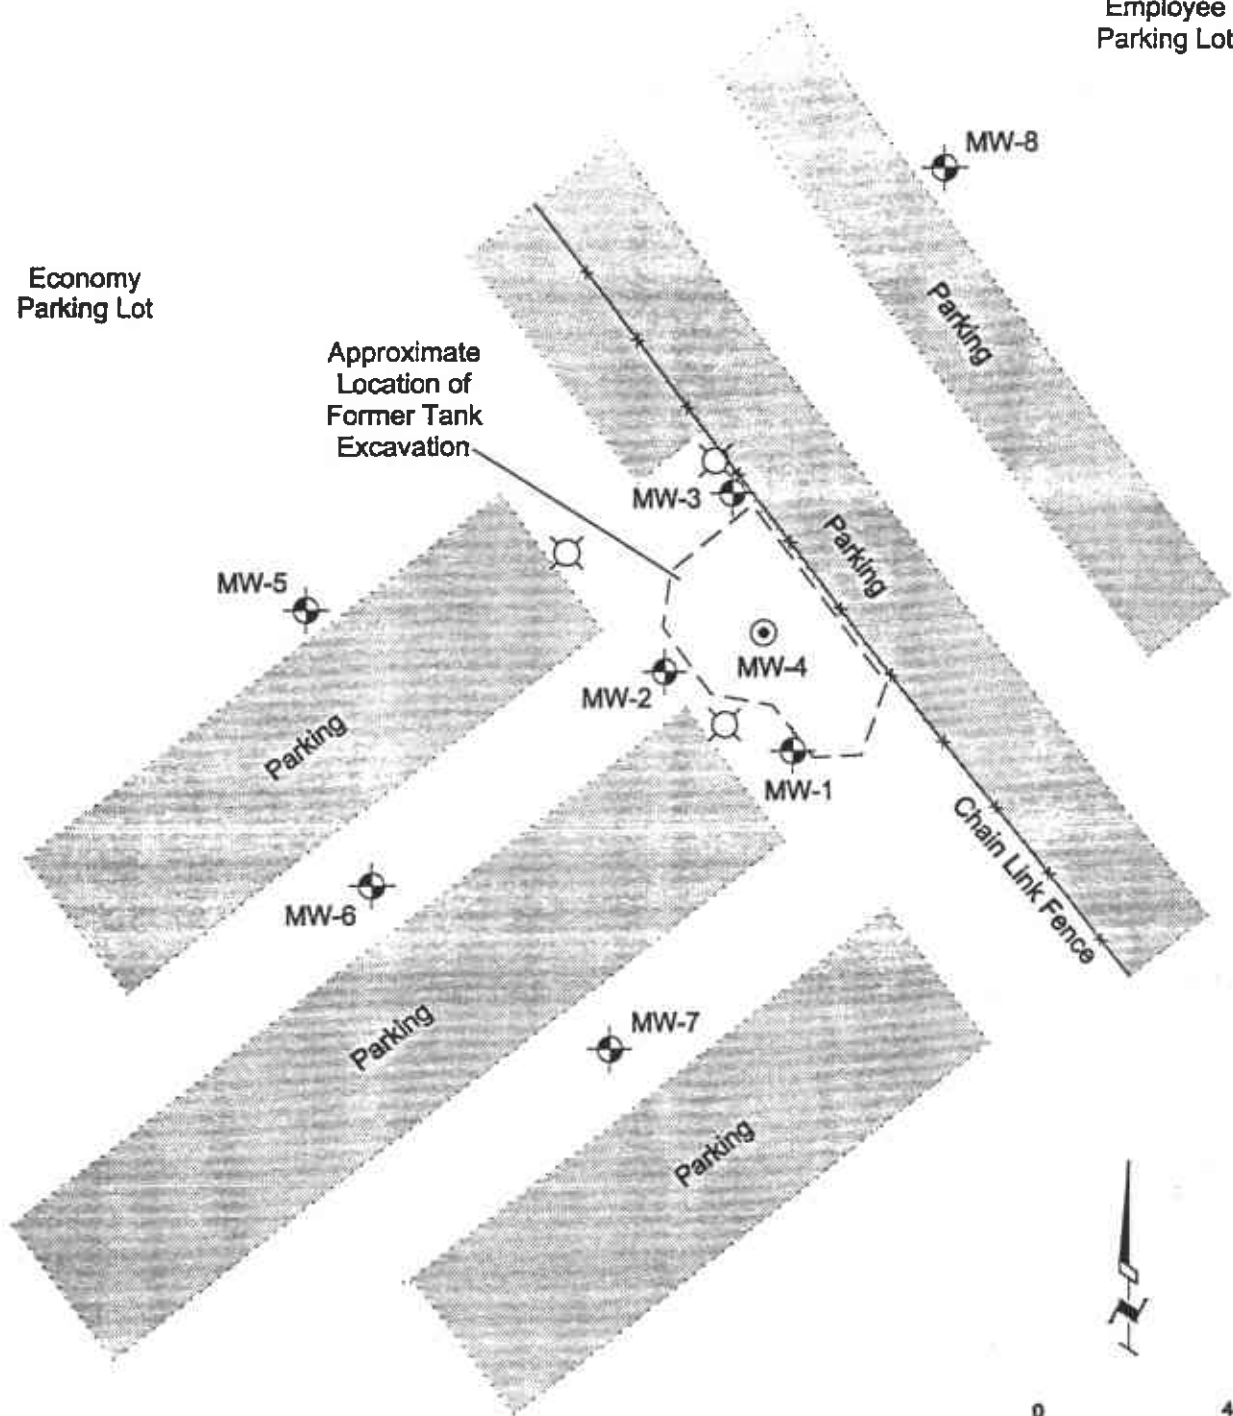 Employee
Parking Lot
MW-8
Economy
Parking Lot
Parking
Approximate
Location of
Former Tank
Excavation
MW-3
Parking
MW-5
MW-4
MW-2
Parking
MW-1
Chain Link Fence
MW-6
Parking
MW-7
Parking
N
0 4